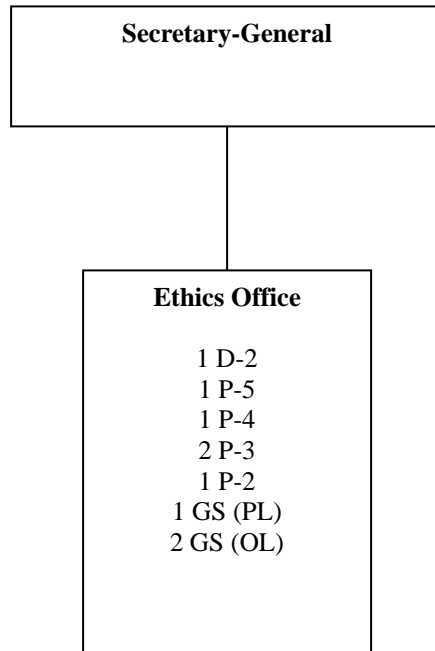 Secretary-General
Ethics Office
1 D-2
1 P-5
1 P-4
2 P-3
1 P-2
1 GS (PL)
2 GS (OL)